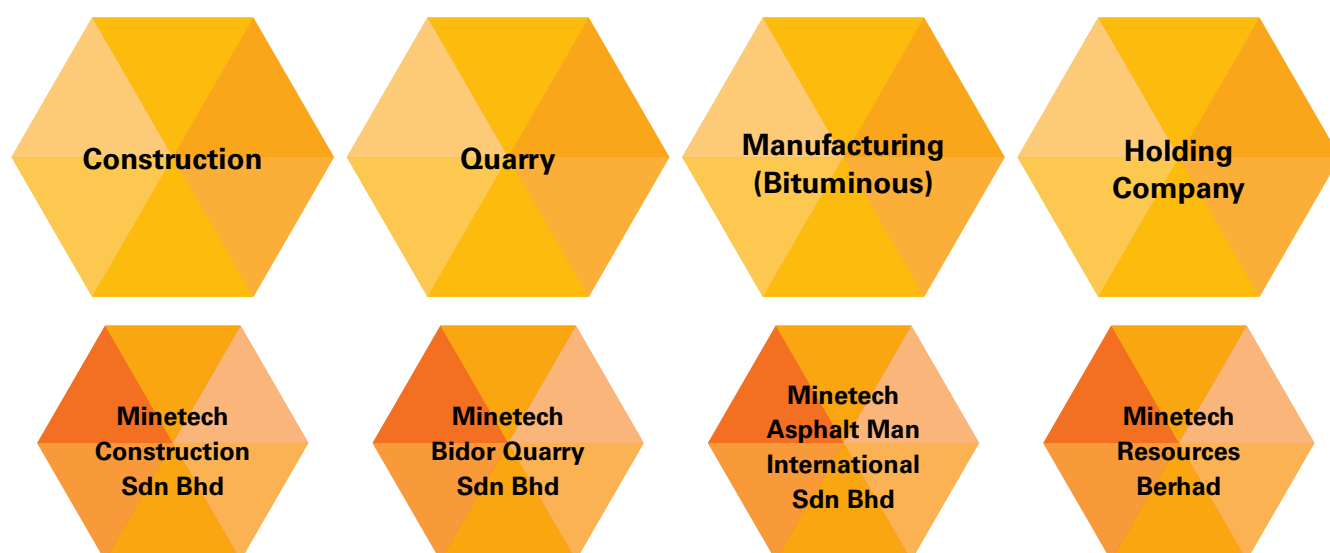 Construction
Quarry
Manufacturing
(Bituminous)
Holding
Company
Minetech
Construction
Sdn Bhd
Minetech
Bidor Quarry
Sdn Bhd
Minetech
Asphalt Man
International
Sdn Bhd
Minetech
Resources
Berhad